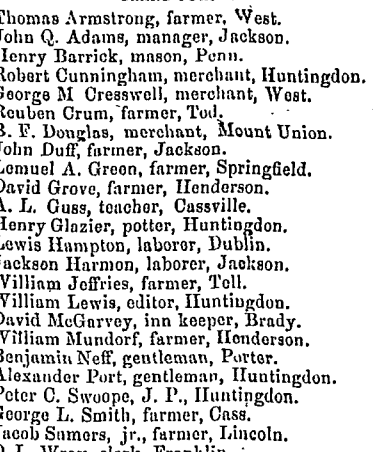 Thomas Armstrong, farmer, West.
John Q. Adams, manager, Jackson.
Henry Barrick, mason, Penn.
Robert Cunningham, merchant, Huntingdon.
George M Cresswell, merchant, West.
Reuben Crum, farmer, Tod.
B. F. Douglas, merchant, Mount Union.
John Duff, farmer, Jackson.
Lemuel A. Green, farmer, Springfield.
David Grove, farmer, Henderson.
A. L. Guss, teacher, Cassville.
Henry Glazier, potter, Huntingdon.
Lewis Hampton, laborer, Dublin.
Jackson Harmon, laborer, Jackson.
William Jeffries, farmer, Tell.
William Lewis, editor, Huntingdon.
David McGarvey, inn keeper, Brady.
William Mundorf, farmer, Henderson.
Benjamin Neff, gentleman, Porter.
Alexander Port, gentleman, Huntingdon.
Peter C. Swoope, J. P., Huntingdon.
George L. Smith, farmer, Cass.
Jacob Sumers, jr., farmer, Lincoln.